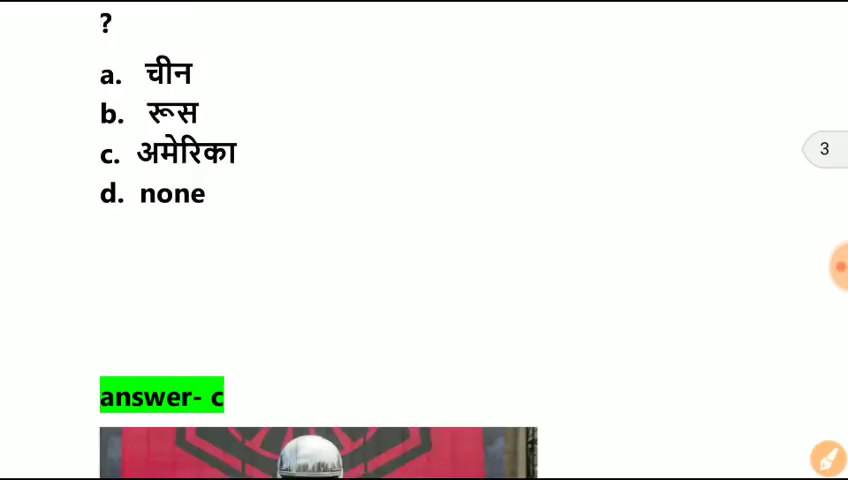 ?
a. चीन
b. रूस
c. अमेरिका
d. none
3
answer- c